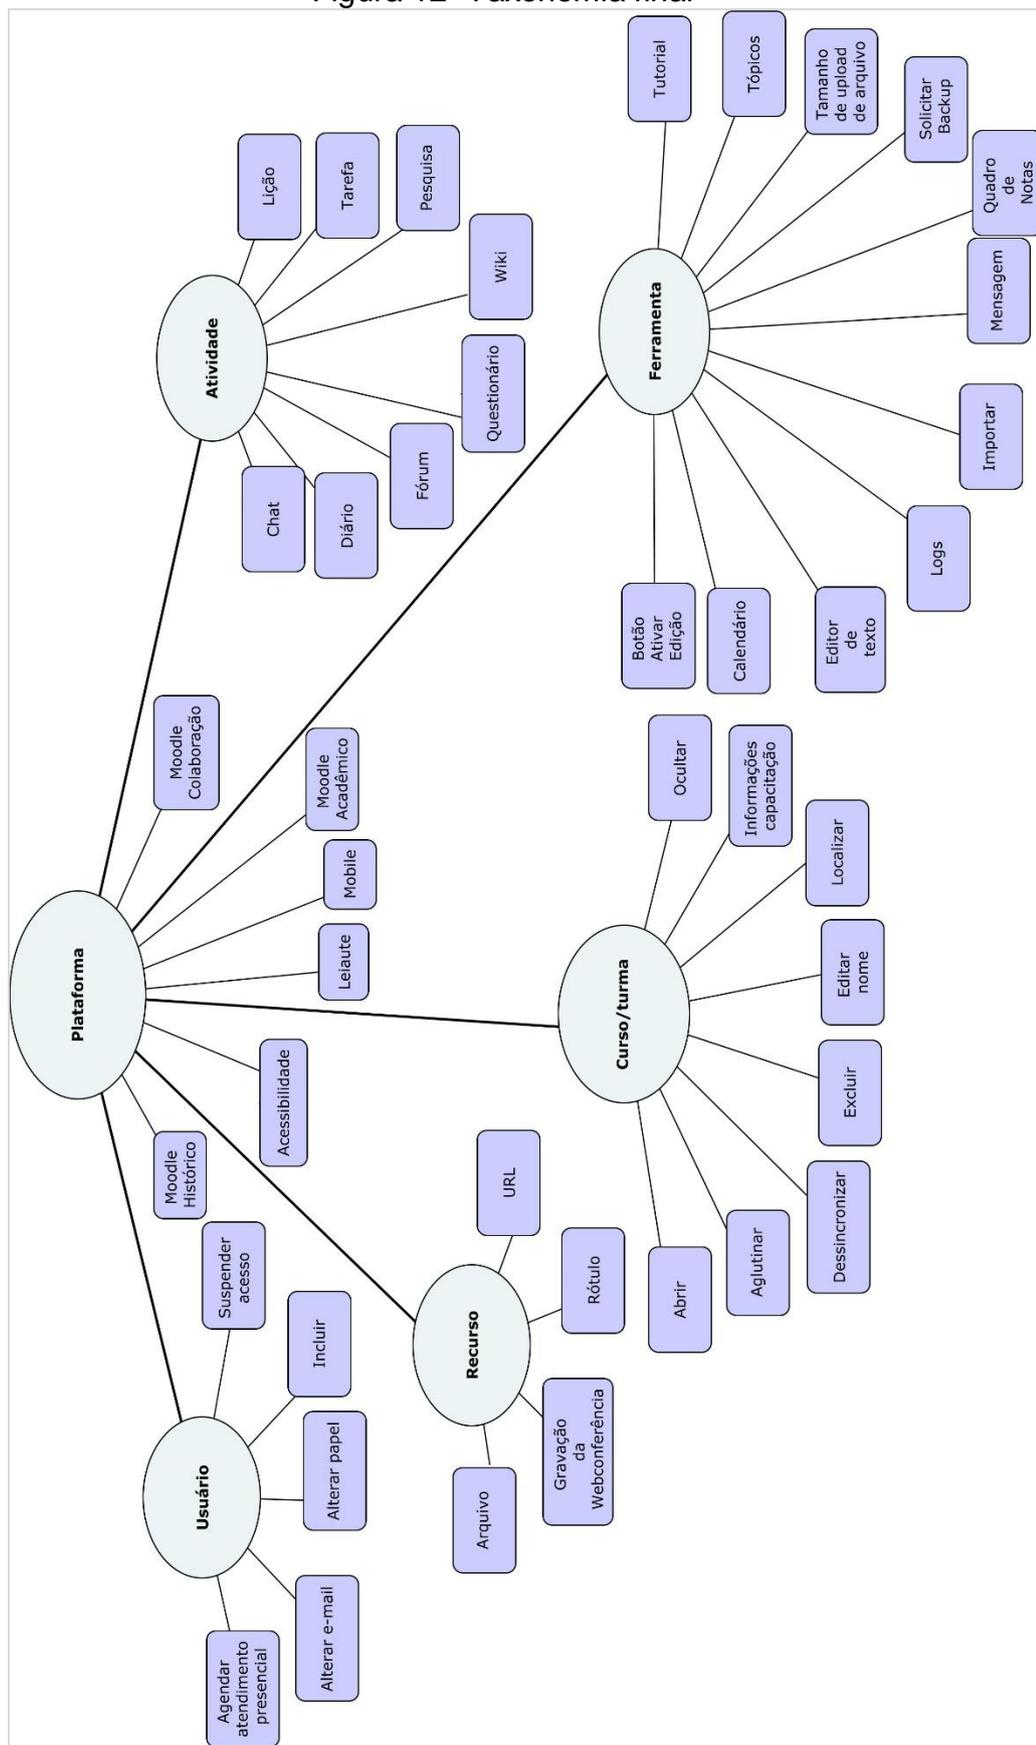 Figura 12- Taxonomia final
Plataforma
Moodle
Histórico
Acessibilidade
Leiaute
Mobile
Moodle
Acadêmico
Moodle
Colaboração
Usuário
Agendar
atendimento
presencial
Alterar e-mail
Alterar papel
Incluir
Suspender
acesso
Recurso
Arquivo
Gravação
da
Webconferência
Rótulo
URL
Curso/turma
Abrir
Aglutinar
Dessincronizar
Excluir
Editar
nome
Localizar
Informações
capacitação
Ocultar
Atividade
Chat
Diário
Fórum
Questionário
Wiki
Pesquisa
Tarefa
Lição
Ferramenta
Botão
Ativar
Edição
Calendário
Editor
de
texto
Logs
Importar
Mensagem
Quadro
de
Notas
Solicitar
Backup
Tamanho
de upload
de arquivo
Tópicos
Tutorial